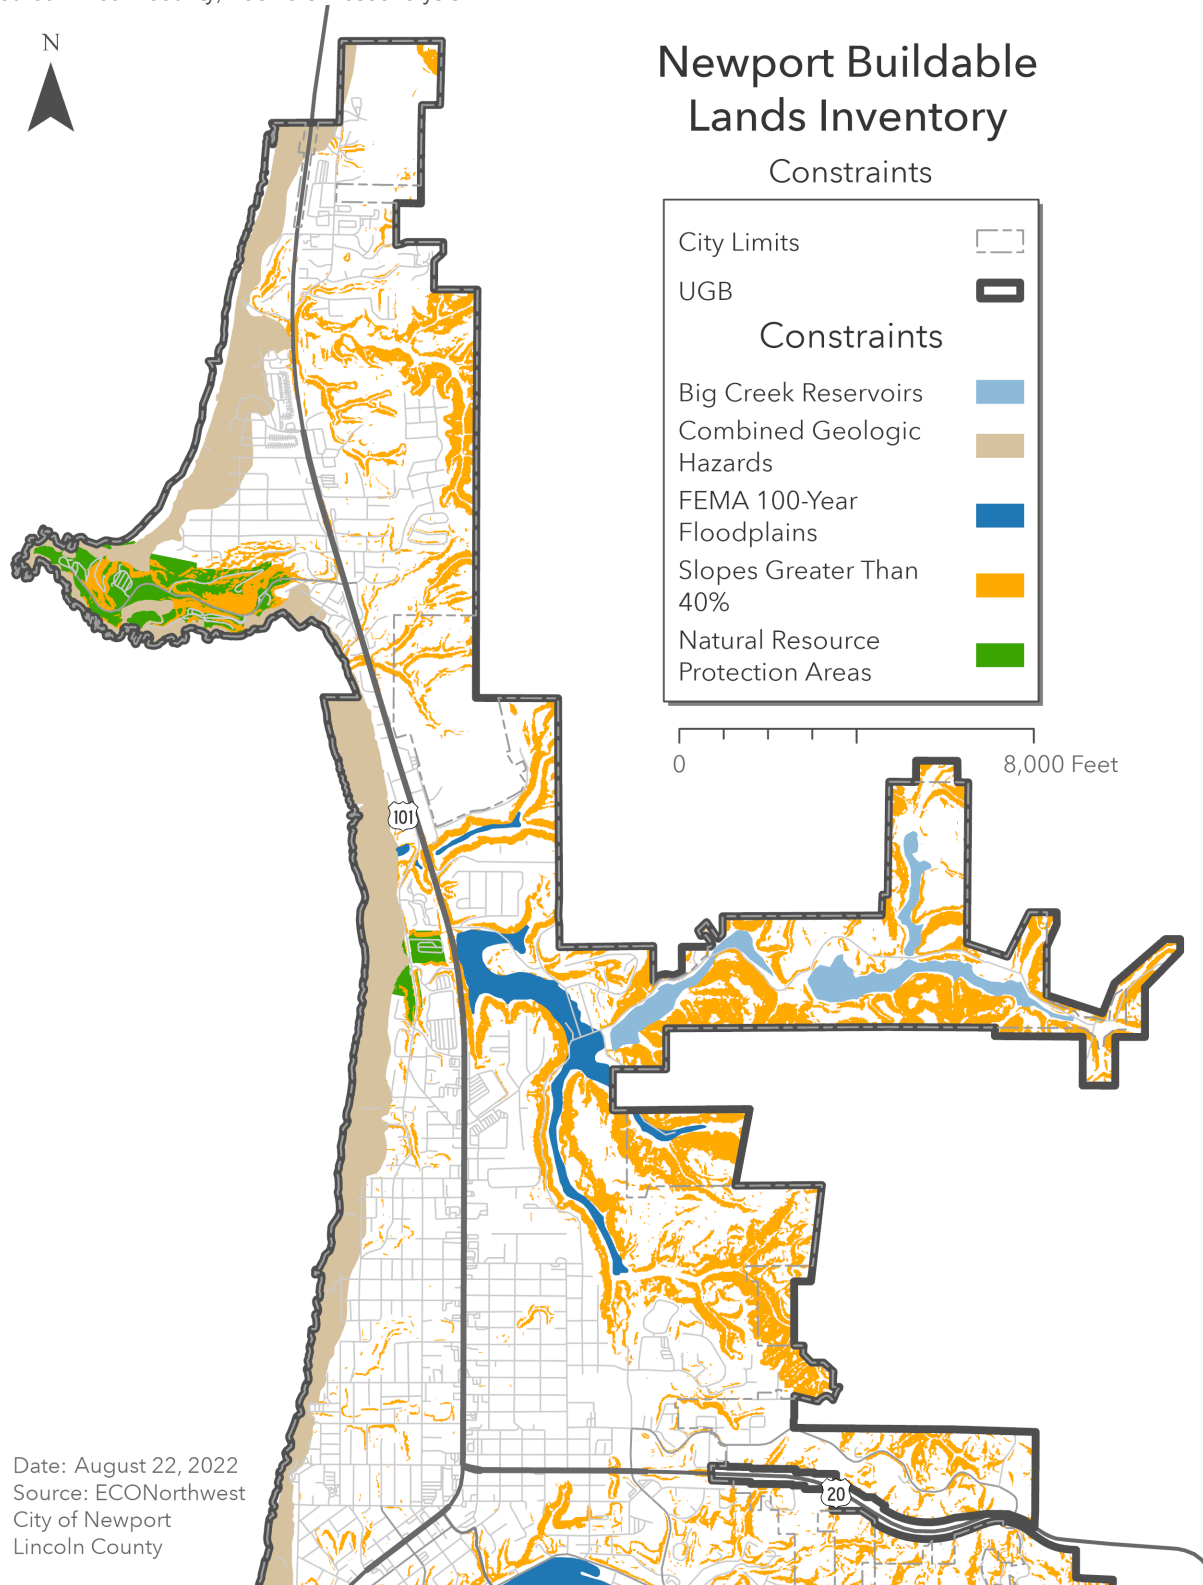 N
Newport Buildable
Lands Inventory
Constraints
City Limits
UGB
Constraints
Big Creek Reservoirs
Combined Geologic
Hazards
FEMA 100-Year
Floodplains
Slopes Greater Than
40%
Natural Resource
Protection Areas
0 8,000 Feet
101
20
Date: August 22, 2022
Source: ECONorthwest
City of Newport
Lincoln County